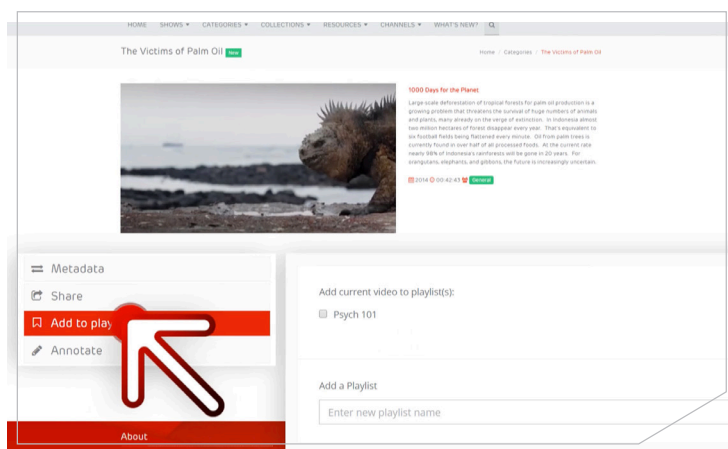 HOME SHOWS CATEGORIES COLLECTIONS RESOURCES CHANNELS WHAT'S NEW?
The Victims of Palm Oil New
Home / Categories / The Victims of Palm Oil
1000 Days for the Planet
Large-scale deforestation of tropical forests for palm oil production is a
growing problem that threatens the survival of huge numbers of animals
and plants, many already on the verge of extinction. In Indonesia almost
two million hectares of forest disappear every year. That's equivalent to
six football fields being flattened every minute. Oil from palm trees is
currently found in over half of all processed foods. At the current rate
nearly 98% of Indonesia's rainforests will be gone in 20 years. For
orangutans, elephants, and gibbons, the future is increasingly uncertain.
2014 00:42:43 General
Metadata
Share
Add to play
Annotate
About
Add current video to playlist(s):
Psych 101
Add a Playlist
Enter new playlist name